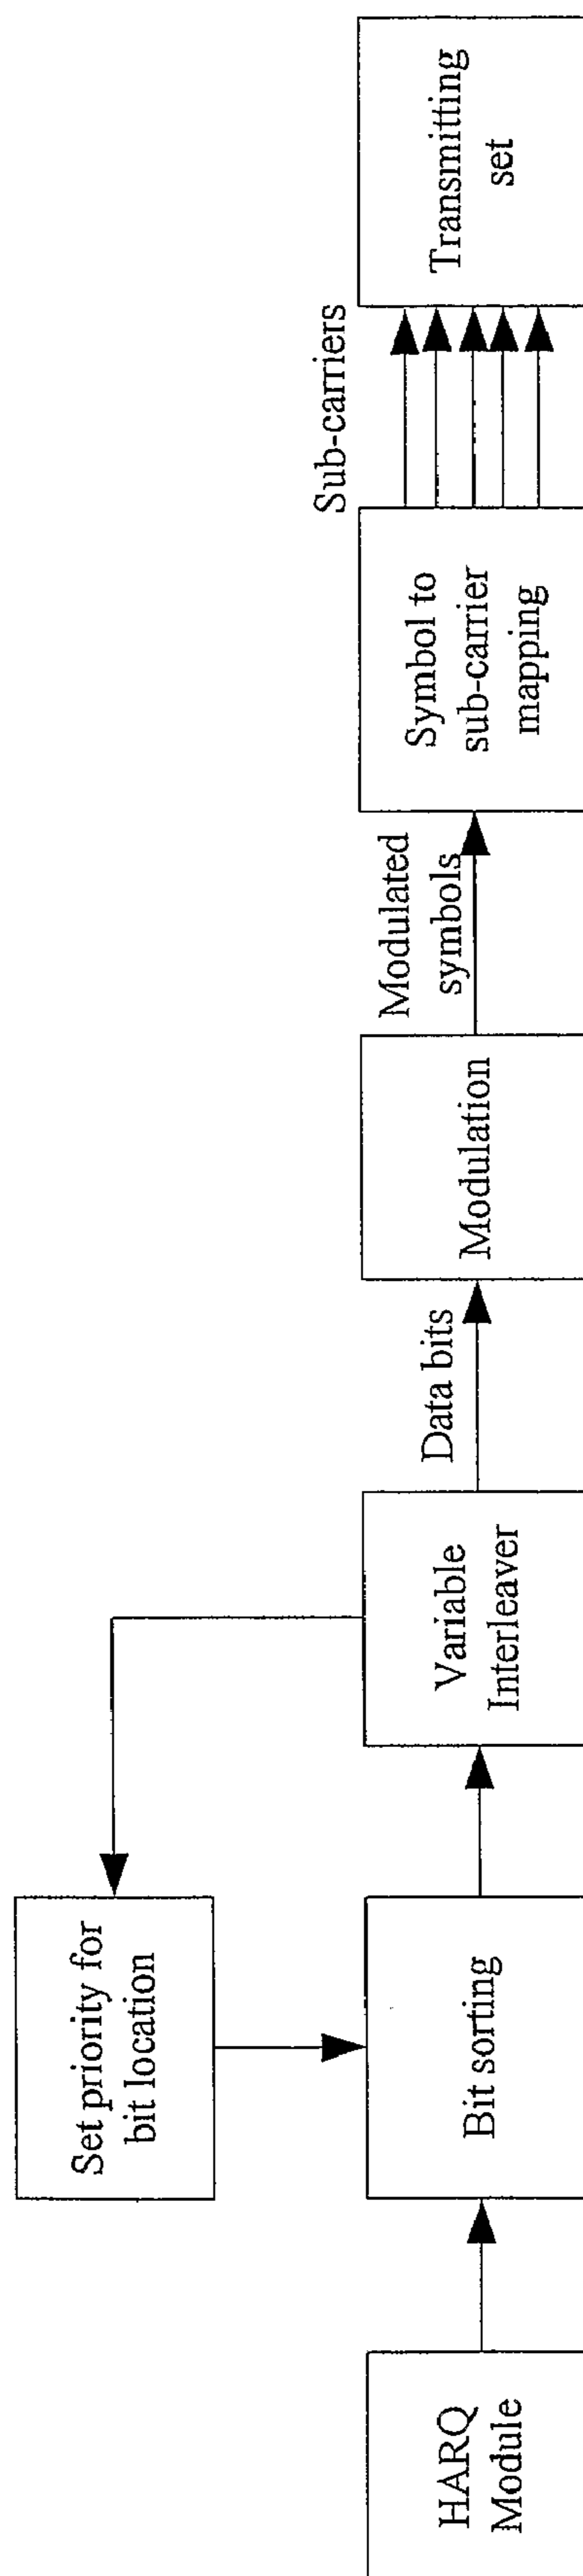 HARQ
Module
Set priority for
bit location
Bit sorting
Variable
Interleaver
Data bits
Modulation
Modulated
symbols
Symbol to
sub-carrier
mapping
Sub-carriers
Transmitting
set